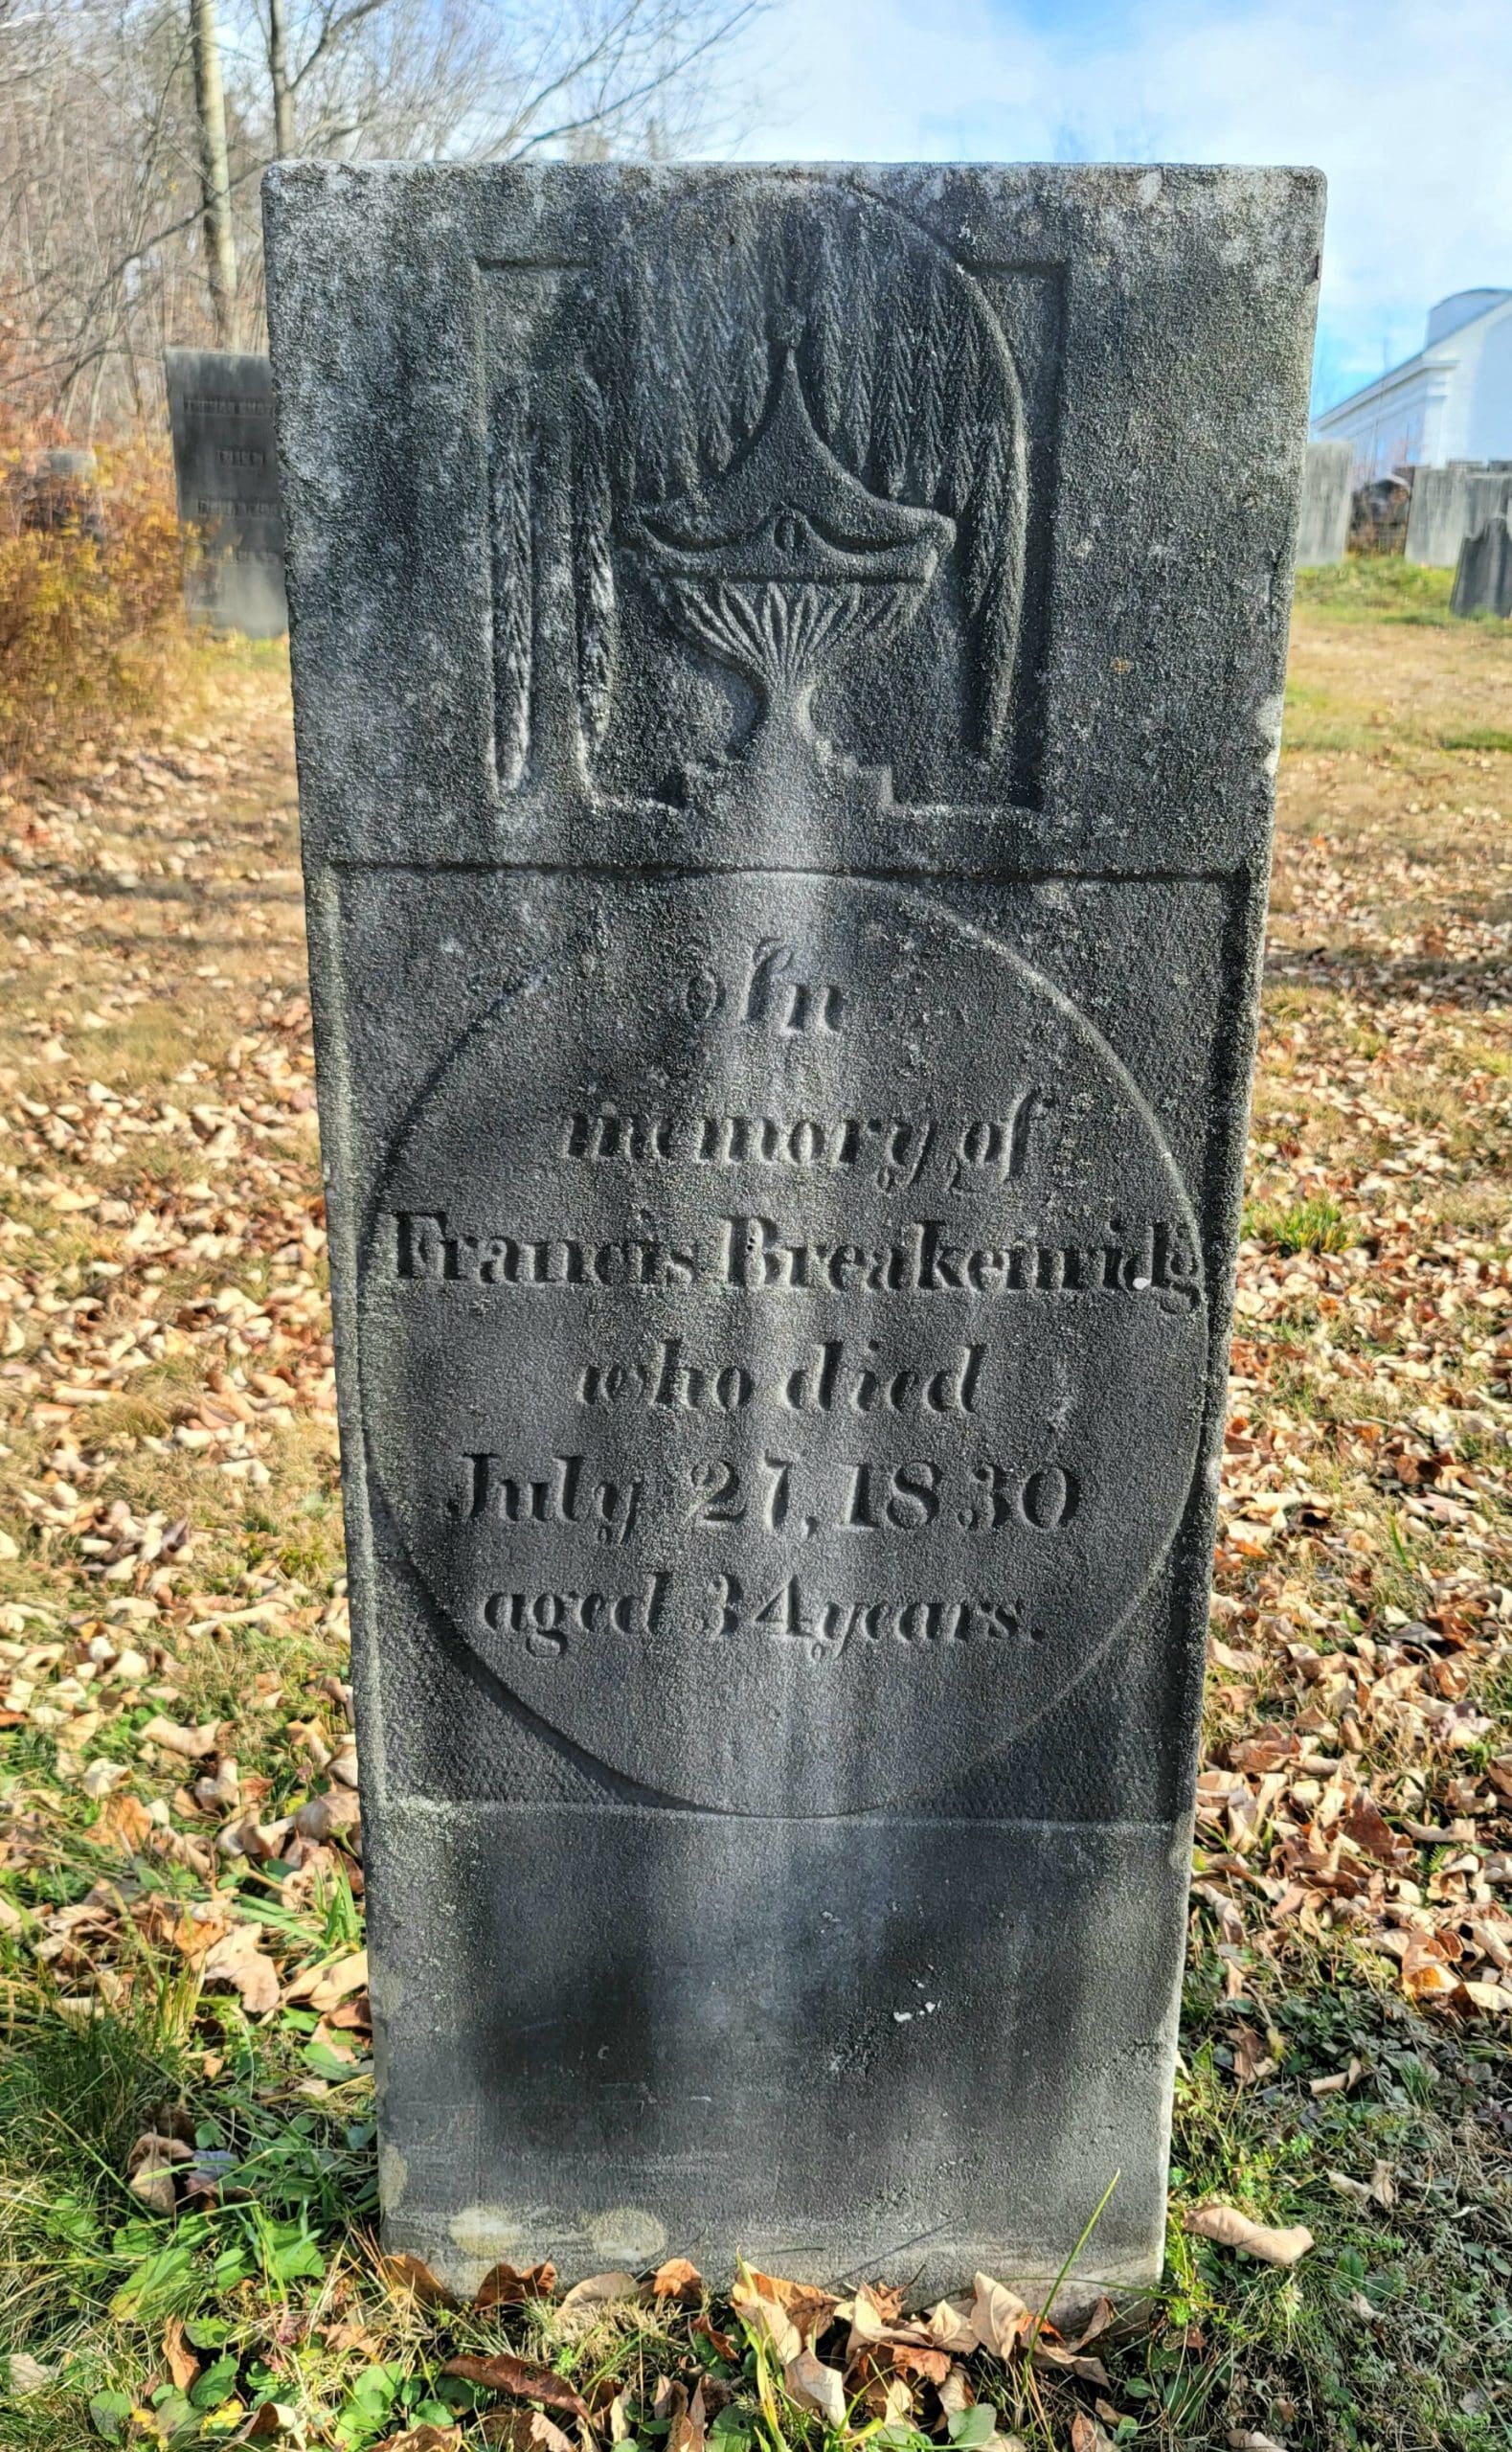 In
memory of
Francis Breakenridg
who died
July 27, 1830
aged 34 years.